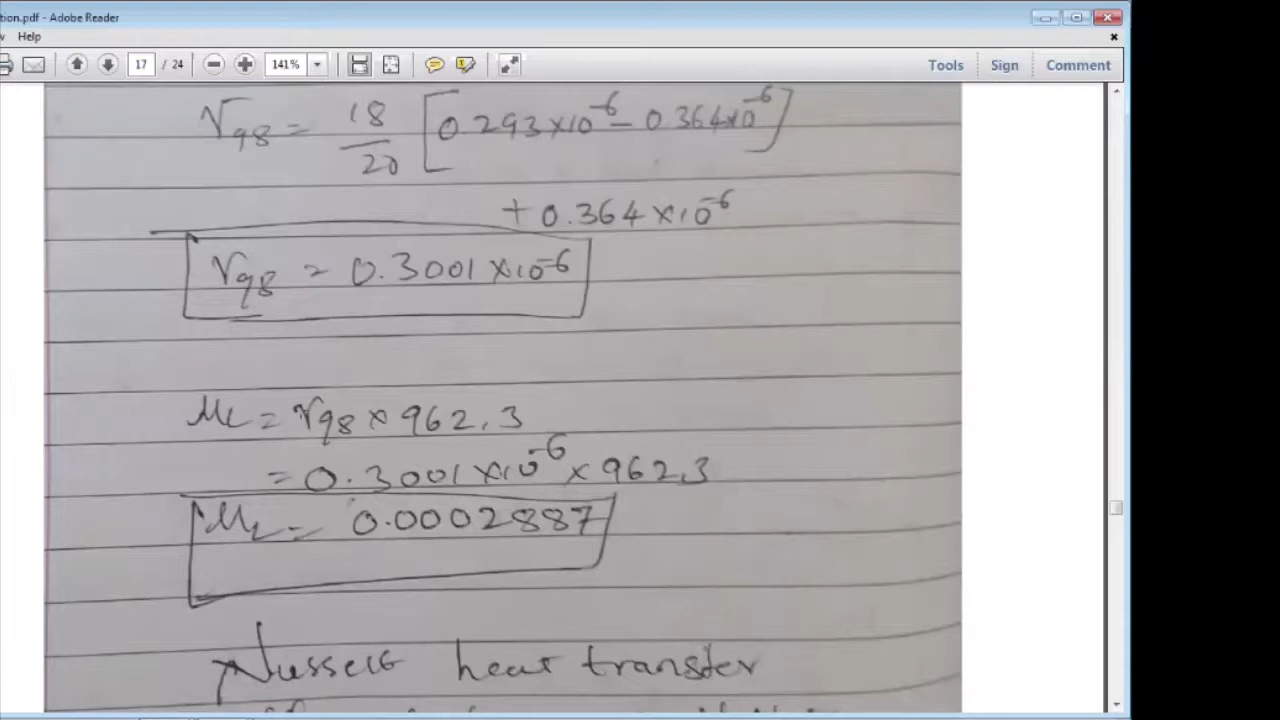 tion.pdf - Adobe Reader
Help
17 / 24 141% Tools Sign Comment
ν98 = 18/20 [0.293×10^-6 - 0.364×10^-6]
+ 0.364×10^-6
ν98 = 0.3001×10^-6
μL = ν98 × 962.3
= 0.3001×10^-6 × 962.3
μL = 0.0002887
Nusselt heat transfer